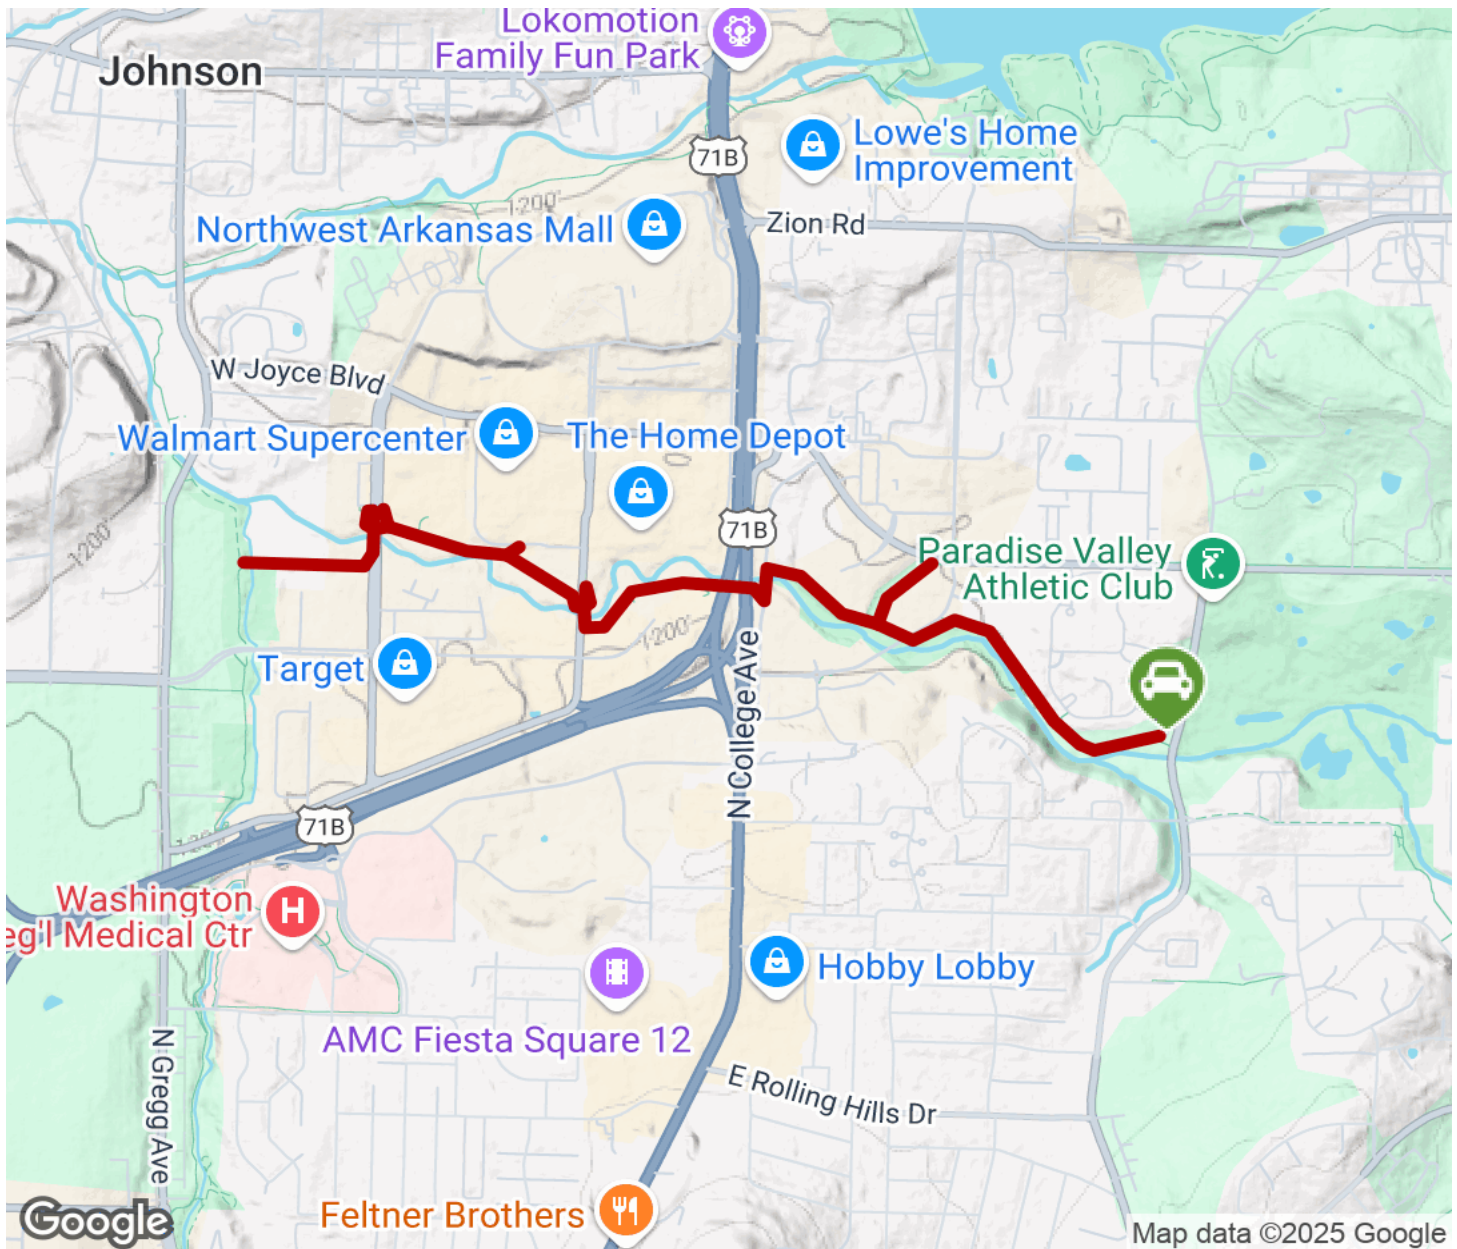 Lokomotion
Family Fun Park
Johnson
71B
Lowe's Home
Improvement
1200'
Northwest Arkansas Mall
Zion Rd
W Joyce Blvd
Walmart Supercenter
The Home Depot
1200'
71B
Paradise Valley
Athletic Club
1200'
Target
N College Ave
71B
1200'
Washington
eg'l Medical Ctr
H
Hobby Lobby
AMC Fiesta Square 12
N Gregg Ave
E Rolling Hills Dr
Feltner Brothers
Google
Map data ©2025 Google